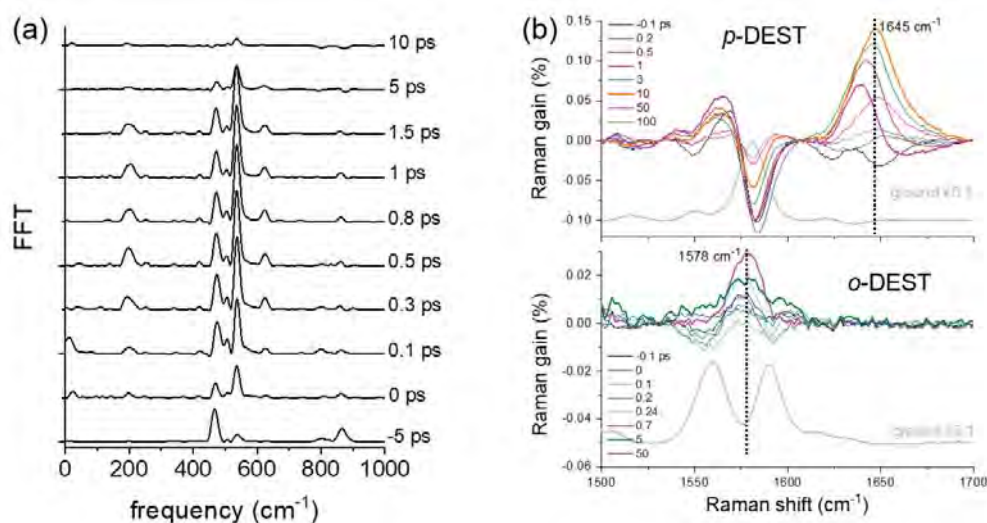 (a)
10 ps
5 ps
1.5 ps
1 ps
0.8 ps
0.5 ps
0.3 ps
0.1 ps
0 ps
-5 ps
FFT
0 200 400 600 800 1000
frequency (cm⁻¹)
(b)
p-DEST
1645 cm⁻¹
-0.1 ps
0.2
0.5
1
3
10
50
100
0.15
0.10
0.05
0.00
-0.05
-0.10
Raman gain (%)
ground x0.1
1578 cm⁻¹
o-DEST
0.02
0.00
-0.02
-0.04
-0.06
Raman gain (%)
-0.1 ps
0
0.1
0.2
0.24
0.7
5
50
1500 1550 1600 1650 1700
Raman shift (cm⁻¹)